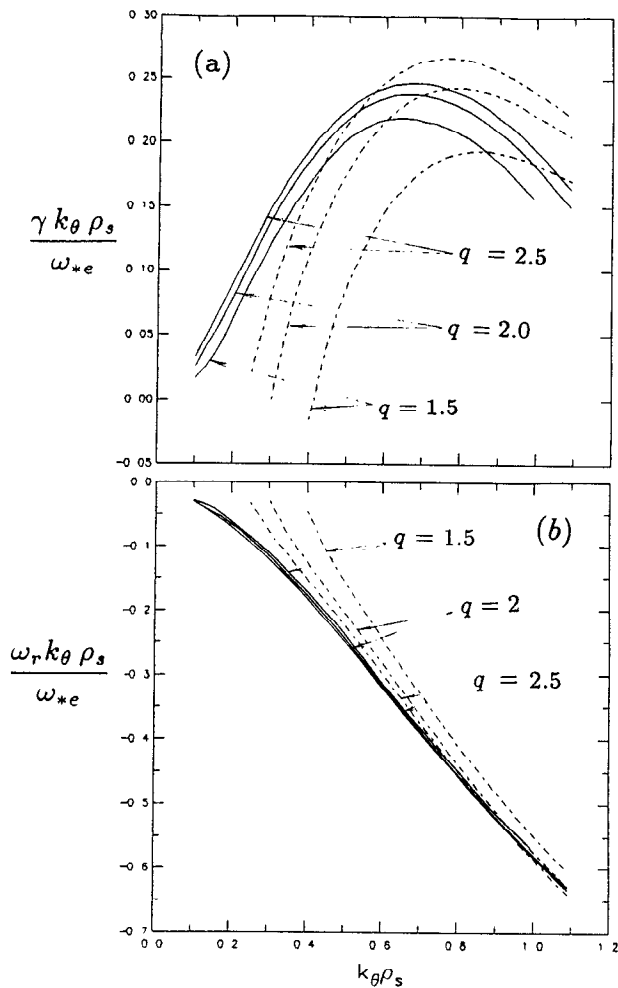 0 30
(a)
0 25
0 20
γ k_θ ρ_s
0 15
ω_{*e}
q = 2.5
0 10
q = 2.0
0 05
0 00
q = 1.5
-0 05
0 0
(b)
q = 1.5
-0 1
q = 2
-0 2
ω_r k_θ ρ_s
-0 3
q = 2.5
ω_{*e}
-0 4
-0 5
-0 6
-0 7
0 0 0 2 0 4 0 6 0 8 1 0 1 2
k_θρ_s